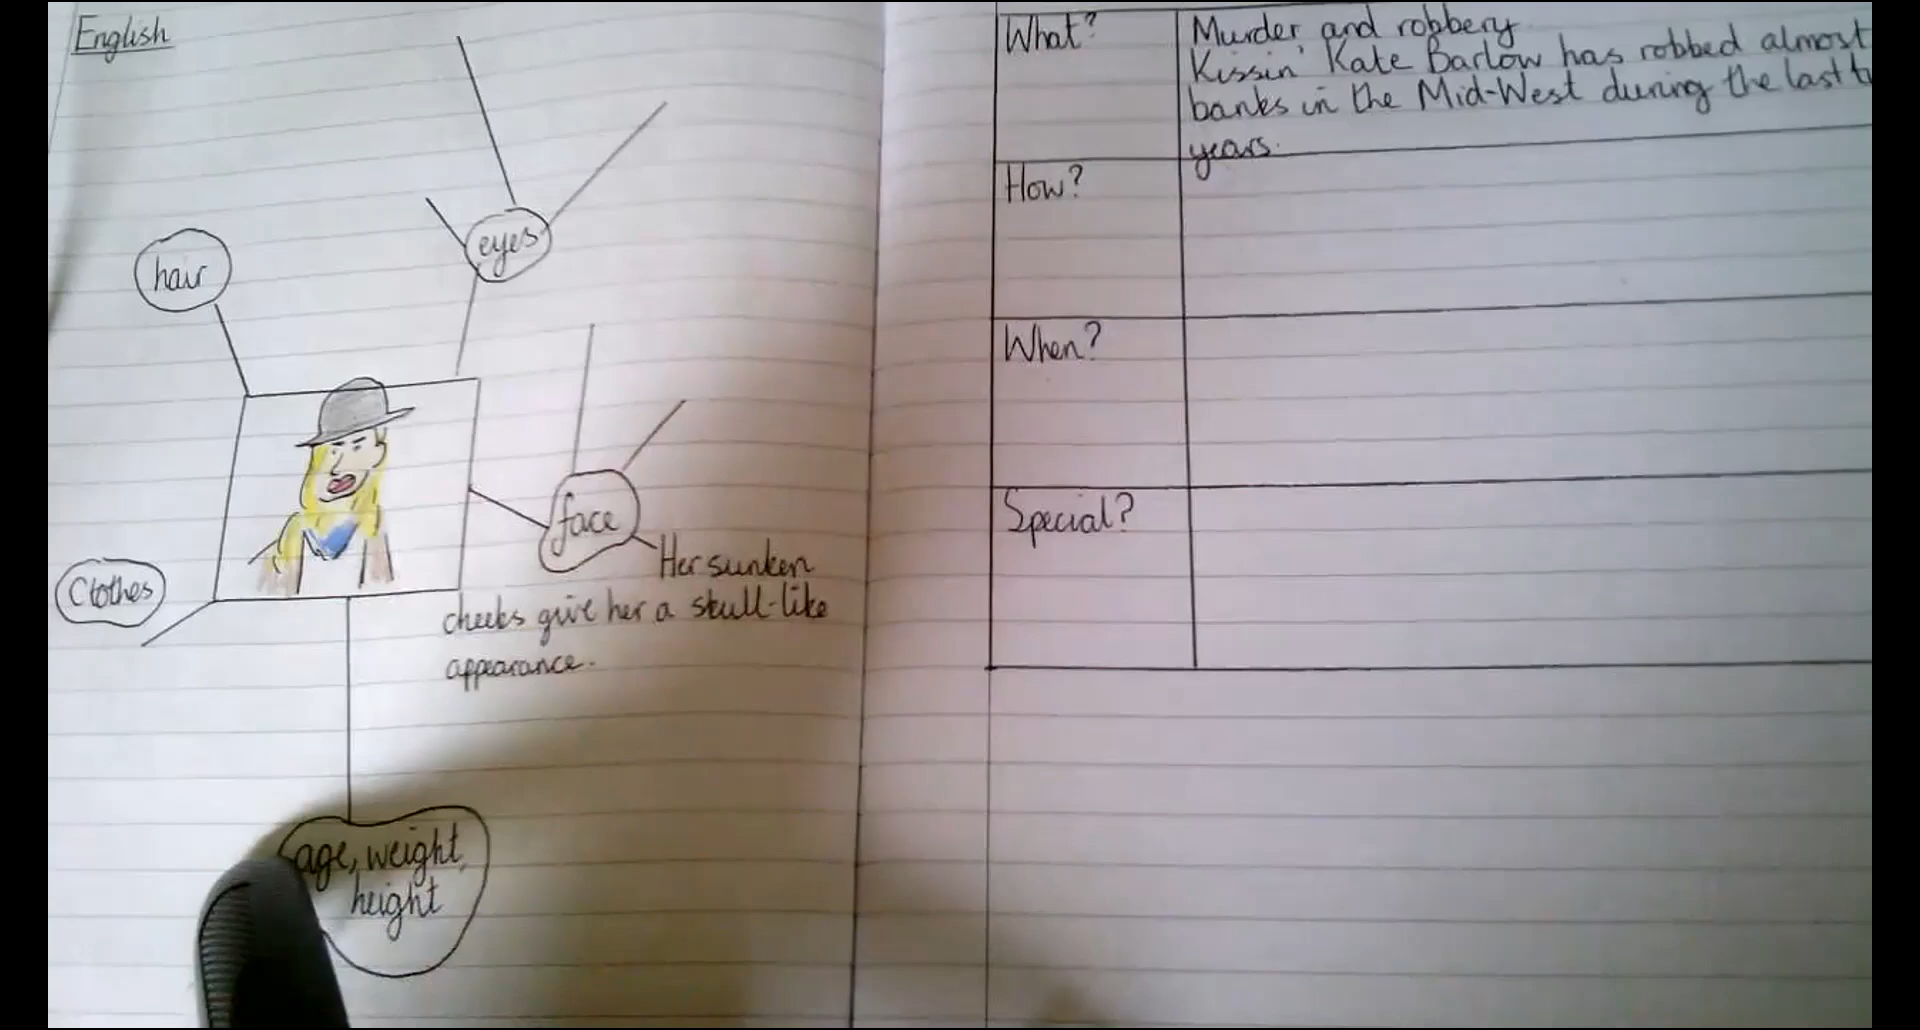 English
eyes
hair
face
Her sunken
cheeks give her a skull-like
appearance.
Clothes
age, weight,
height
What?
Murder and robbery
Kissin' Kate Barlow has robbed almost
banks in the Mid-West during the last
years.
How?
When?
Special?